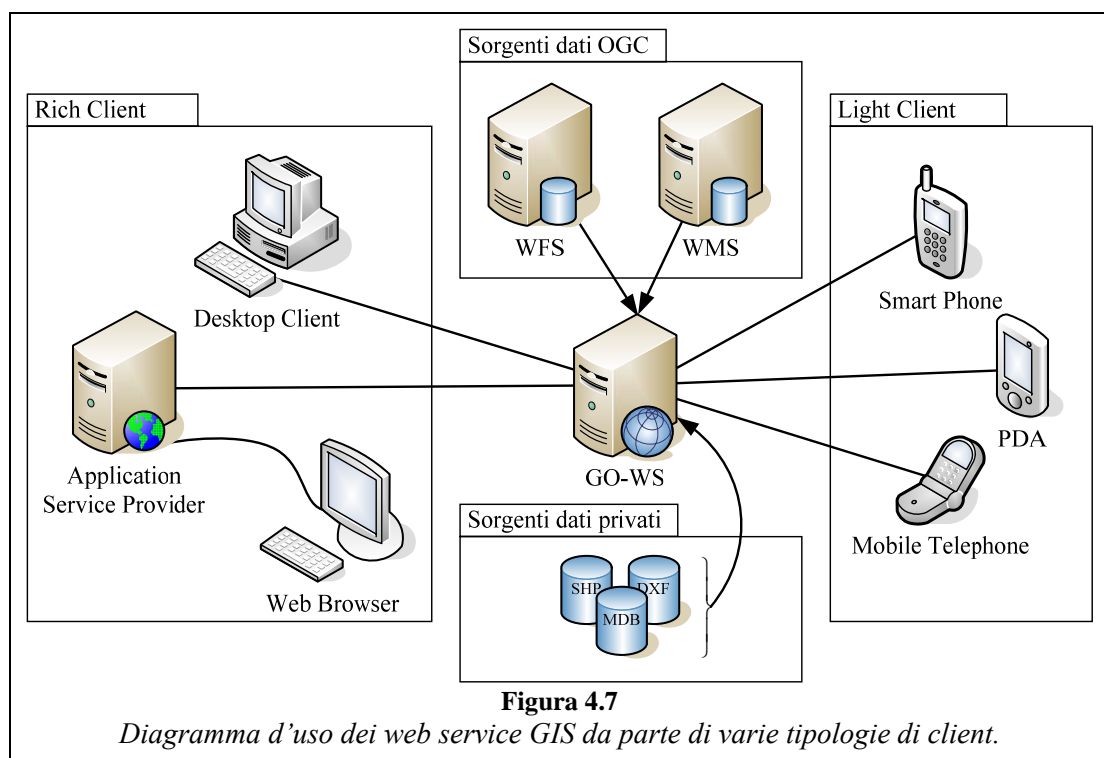 Sorgenti dati OGC
WFS
WMS
Rich Client
Desktop Client
Application
Service Provider
Web Browser
GO-WS
Light Client
Smart Phone
PDA
Mobile Telephone
Sorgenti dati privati
SHP
DXF
MDB
Figura 4.7
Diagramma d'uso dei web service GIS da parte di varie tipologie di client.